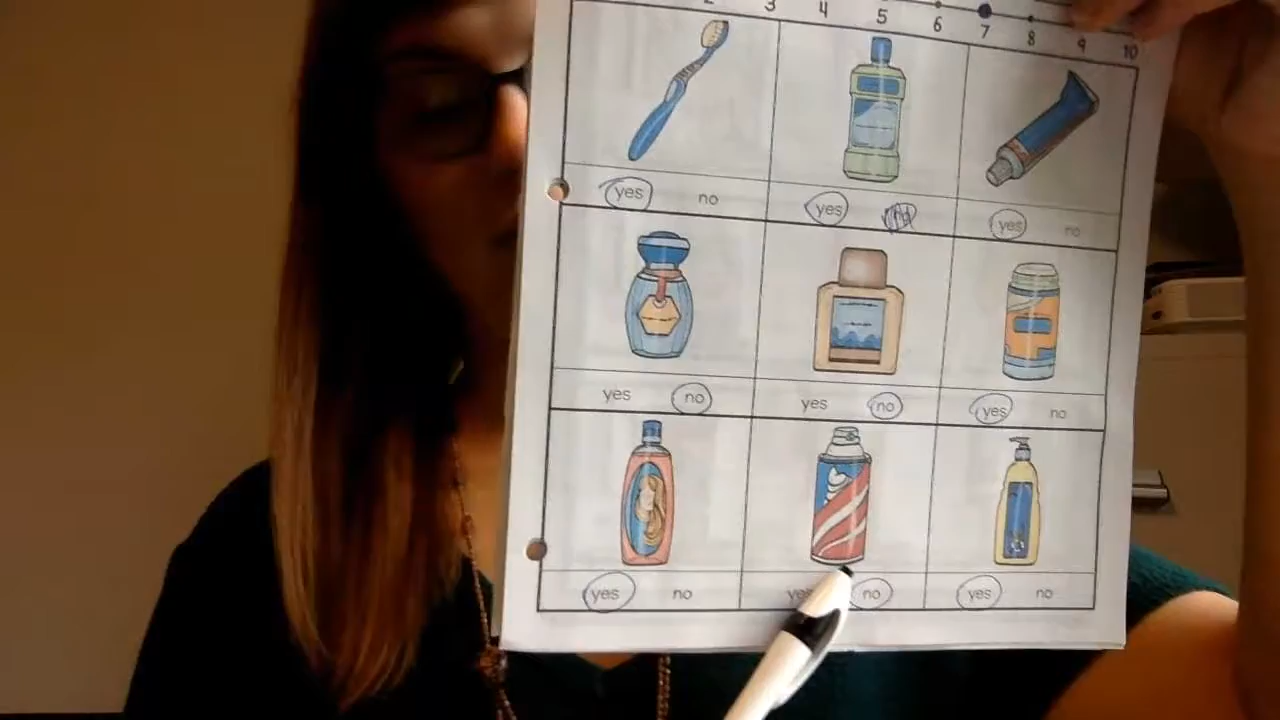 2 3 4 5 6 7 8 9 10
yes no yes yes no
yes no yes no yes no
yes no yes no yes no